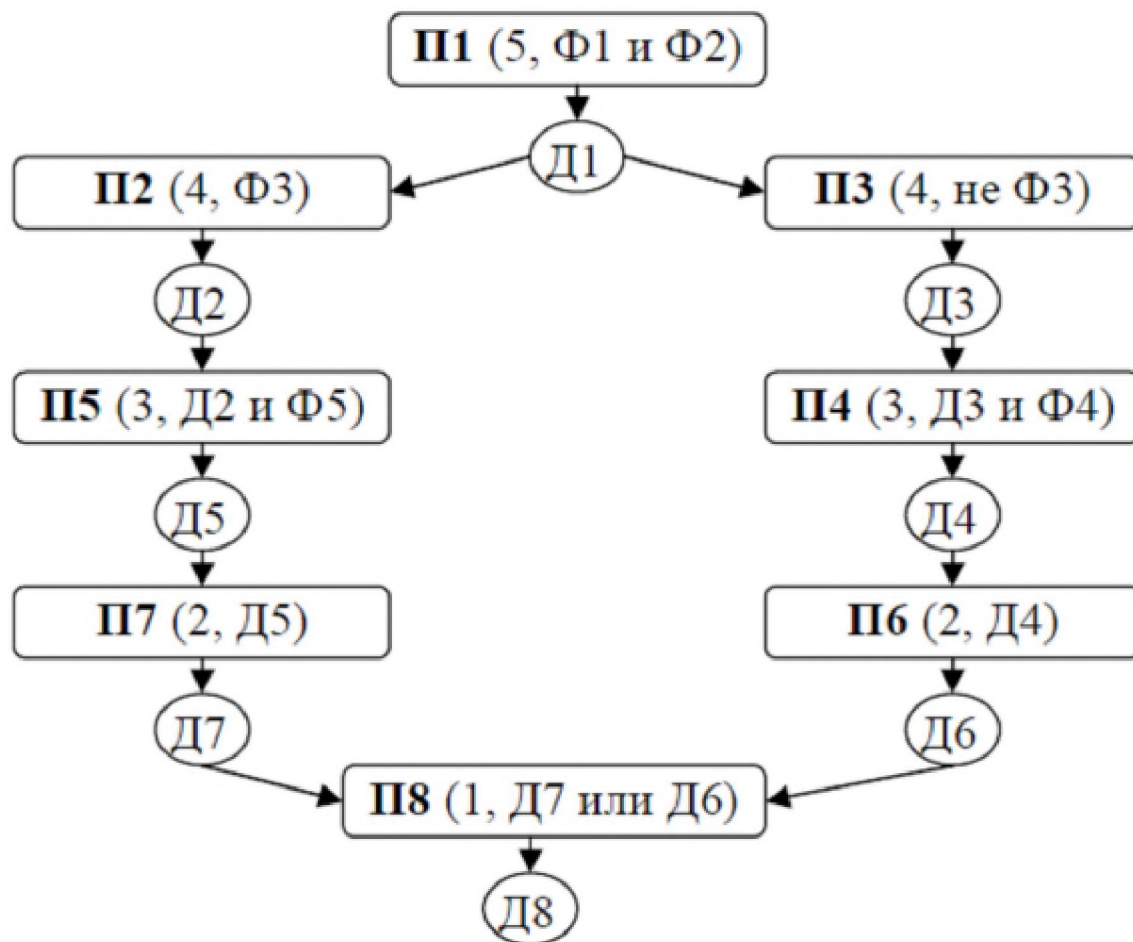 П1 (5, Ф1 и Ф2)
Д1
П2 (4, Ф3)
П3 (4, не Ф3)
Д2
Д3
П5 (3, Д2 и Ф5)
П4 (3, Д3 и Ф4)
Д5
Д4
П7 (2, Д5)
П6 (2, Д4)
Д7
Д6
П8 (1, Д7 или Д6)
Д8